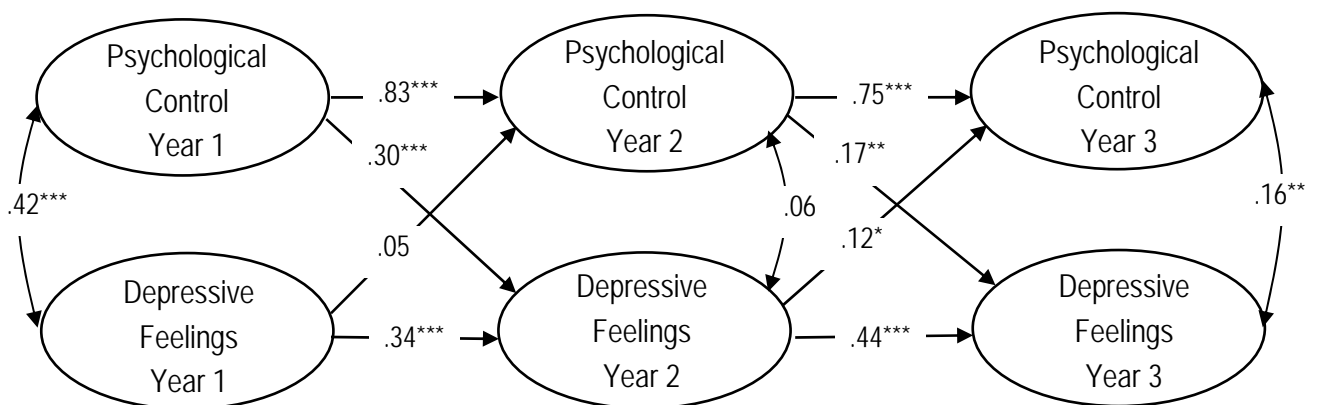 Psychological
Control
Year 1
.83***
Psychological
Control
Year 2
.75***
Psychological
Control
Year 3
.30***
.17**
.42***
.06
.16**
.05
.12*
Depressive
Feelings
Year 1
.34***
Depressive
Feelings
Year 2
.44***
Depressive
Feelings
Year 3